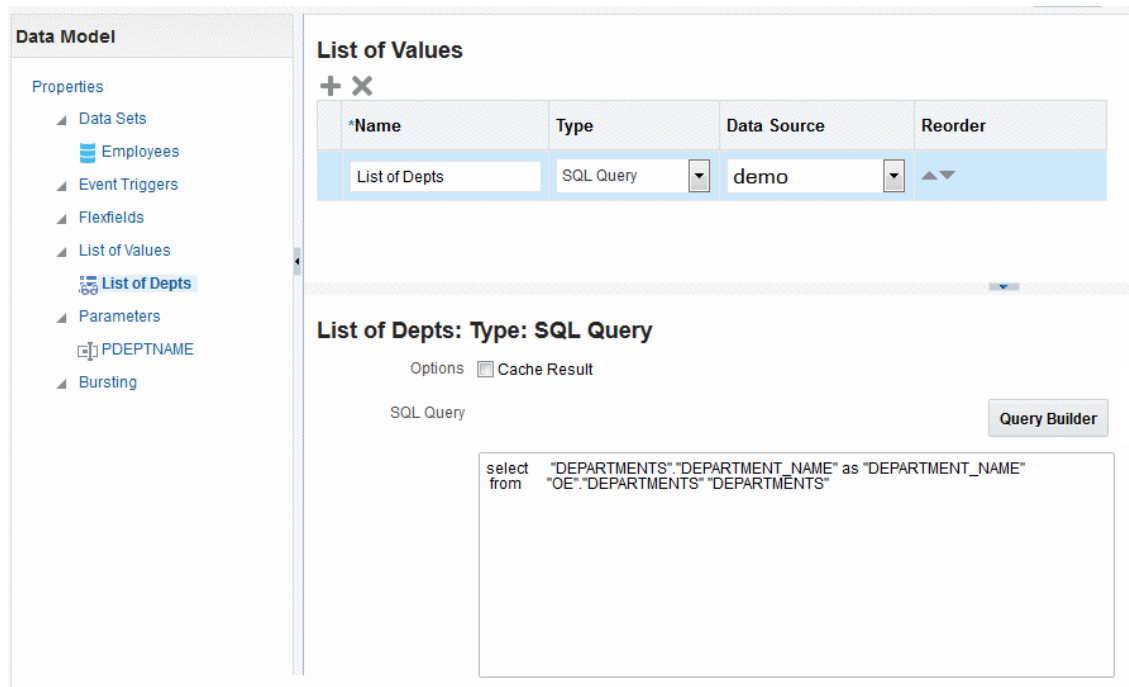 Data Model
Properties
Data Sets
Employees
Event Triggers
Flexfields
List of Values
List of Depts
Parameters
PDEPTNAME
Bursting
List of Values
*Name Type Data Source Reorder
List of Depts SQL Query demo
List of Depts: Type: SQL Query
Options Cache Result
SQL Query
Query Builder
select "DEPARTMENTS"."DEPARTMENT_NAME" as "DEPARTMENT_NAME"
from "OE"."DEPARTMENTS" "DEPARTMENTS"